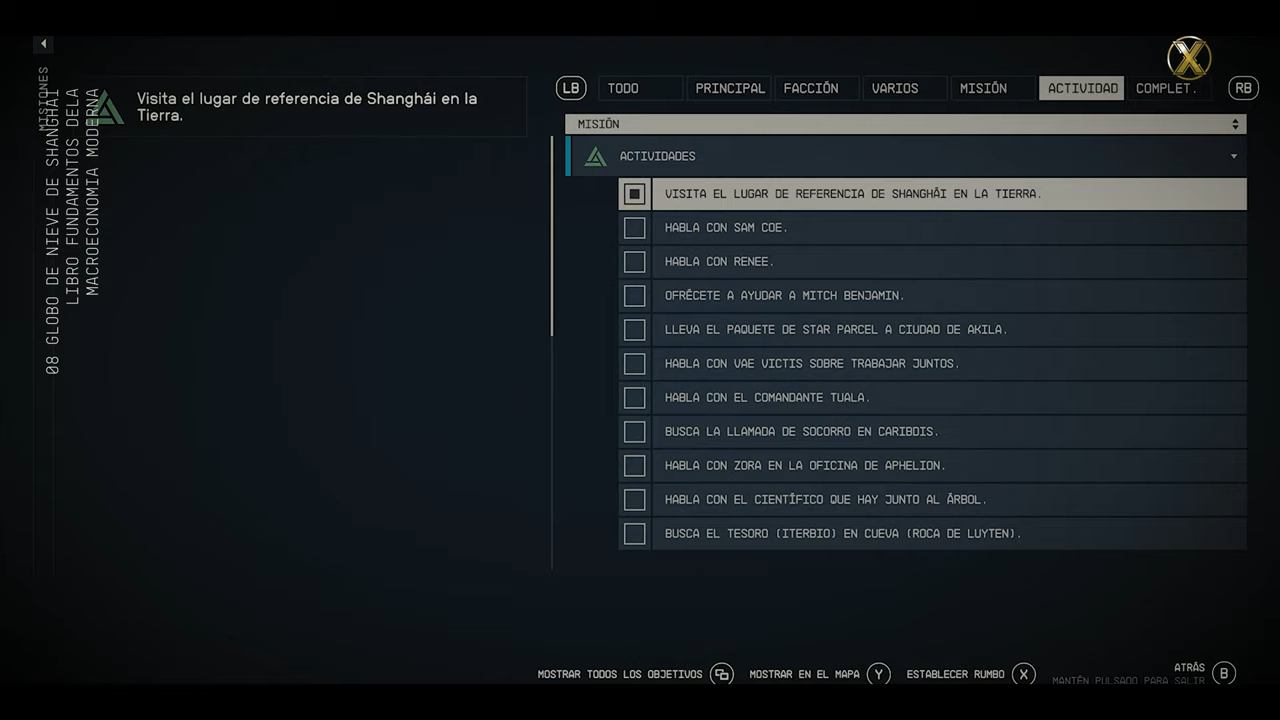 MISIONES
08 GLOBO DE NIEVE DE SHANGHÁI
LIBRO FUNDAMENTOS DELA
MACROECONOMIA MODERNA
Visita el lugar de referencia de Shanghái en la
Tierra.
X
LB TODO PRINCIPAL FACCIÓN VARIOS MISIÓN ACTIVIDAD COMPLET. RB
MISIÓN
ACTIVIDADES
VISITA EL LUGAR DE REFERENCIA DE SHANGHÁI EN LA TIERRA.
HABLA CON SAM COE.
HABLA CON RENEE.
OFRÉCETE A AYUDAR A MITCH BENJAMIN.
LLEVA EL PAQUETE DE STAR PARCEL A CIUDAD DE AKILA.
HABLA CON VAE VICTIS SOBRE TRABAJAR JUNTOS.
HABLA CON EL COMANDANTE TUALA.
BUSCA LA LLAMADA DE SOCORRO EN CARIBDIS.
HABLA CON ZORA EN LA OFICINA DE APHELION.
HABLA CON EL CIENTÍFICO QUE HAY JUNTO AL ÁRBOL.
BUSCA EL TESORO (ITERBIO) EN CUEVA (ROCA DE LUYTEN).
MOSTRAR TODOS LOS OBJETIVOS MOSTRAR EN EL MAPA Y ESTABLECER RUMBO X ATRÁS B
MANTÉN PULSADO PARA SALIR